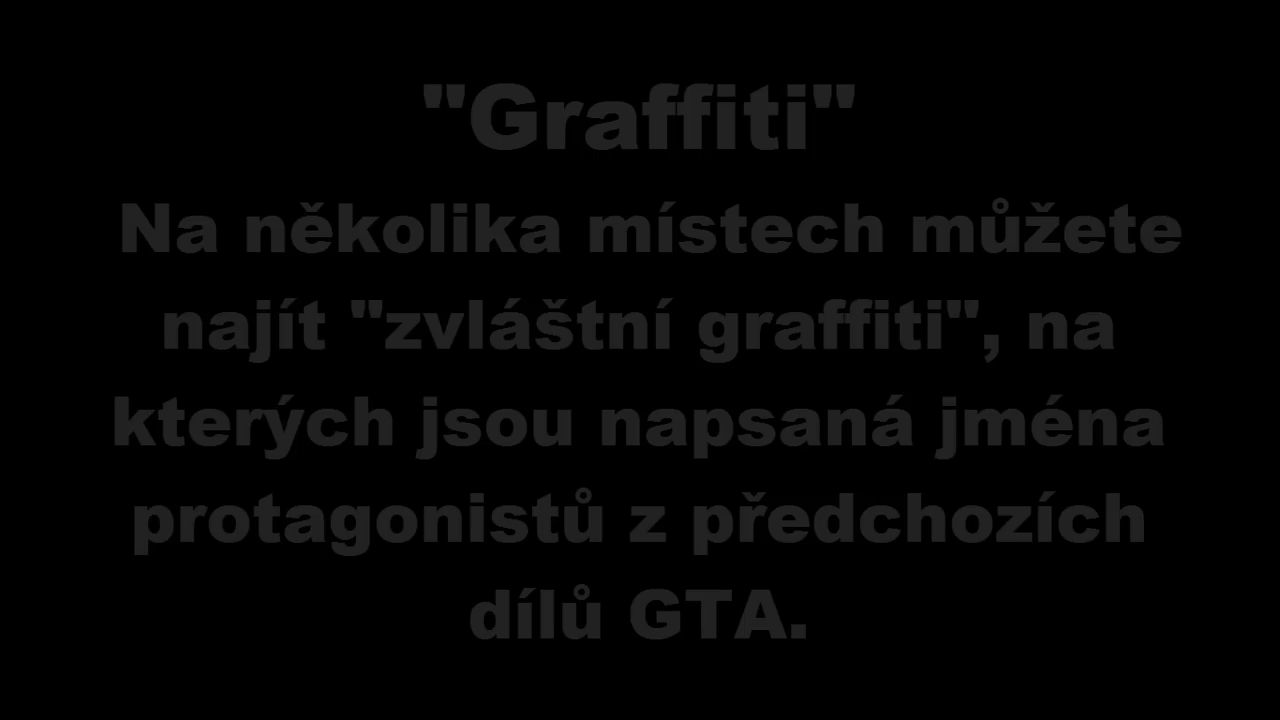 "Graffiti"
Na několika místech můžete
najít "zvláštní graffiti", na
kterých jsou napsaná jména
protagonistů z předchozích
dílů GTA.